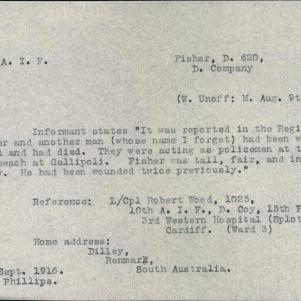 A. I. F. Fisher, D. 620,
D. Company
(W. Unoff: M. Aug. 9t
Informant states "It was reported in the Regi
er and another man (whose name I forget) had been w
d and had died. They were acting as policemen at t
beach at Gallipoli. Fisher was tall, fair, and in
r. He had been wounded twice previously."
Reference: L/Cpl Robert Wood, 1025,
10th A. I. F., D. Coy, 15th P
3rd Western Hospital (Splot
Cardiff. (Ward 3)
Home address:
Dilley,
Renmark,
South Australia.
Sept. 1916.
Phillips.